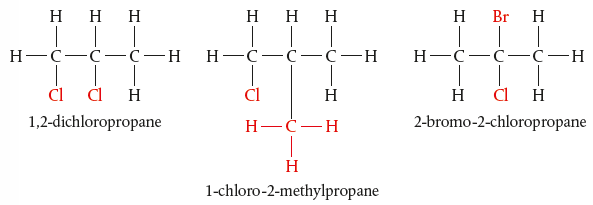 H H H
H C C C H
Cl Cl H
1,2-dichloropropane
H H H
H C C C H
Cl H
H C H
H
1-chloro-2-methylpropane
H Br H
H C C C H
H Cl H
2-bromo-2-chloropropane